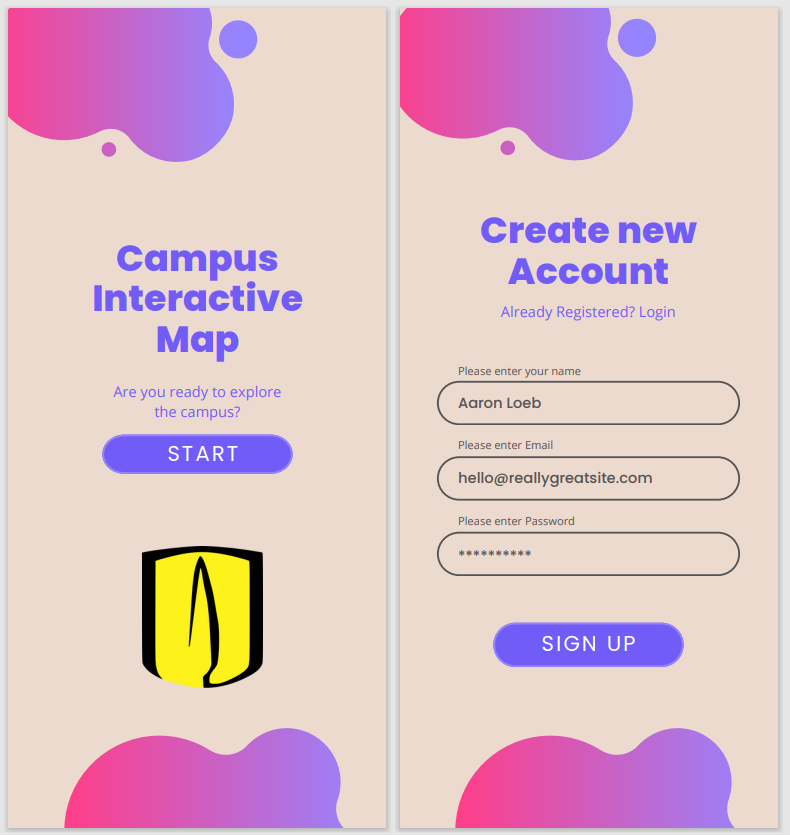 Campus
Interactive
Map
Are you ready to explore
the campus?
START
Create new
Account
Already Registered? Login
Please enter your name
Aaron Loeb
Please enter Email
hello@reallygreatsite.com
Please enter Password
**********
SIGN UP